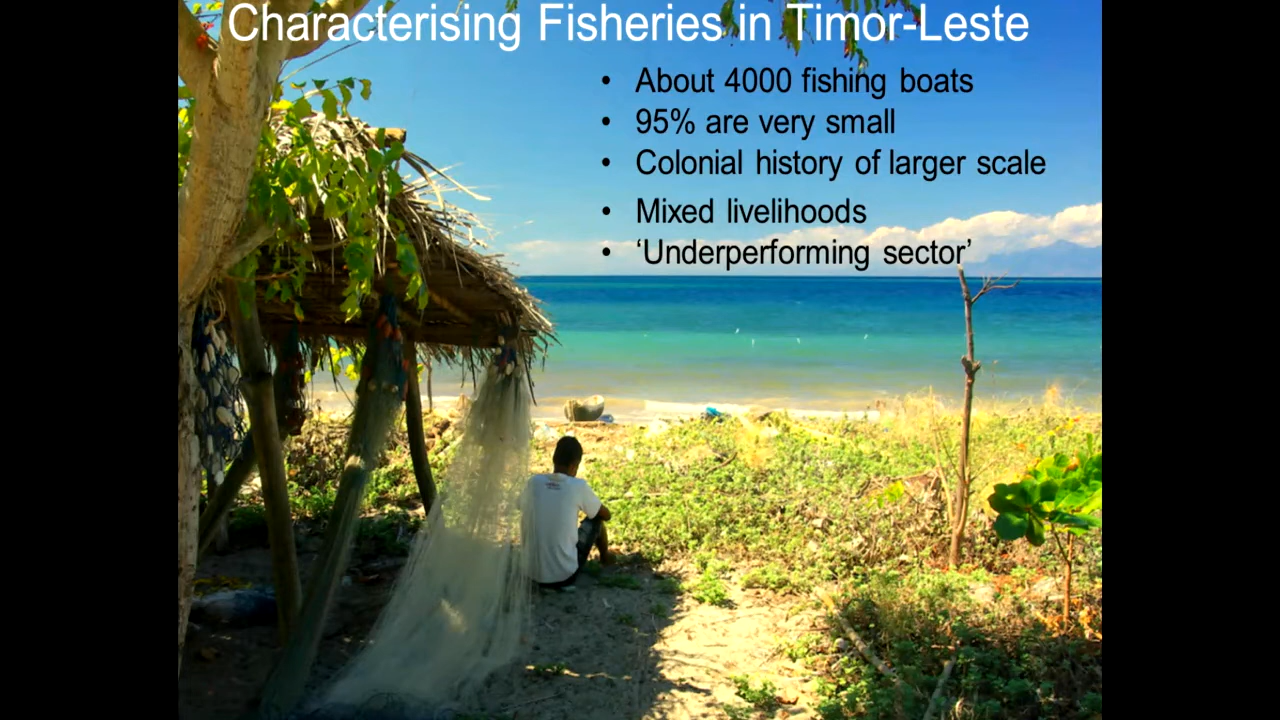 Characterising Fisheries in Timor-Leste
• About 4000 fishing boats
• 95% are very small
• Colonial history of larger scale
• Mixed livelihoods
• ‘Underperforming sector’